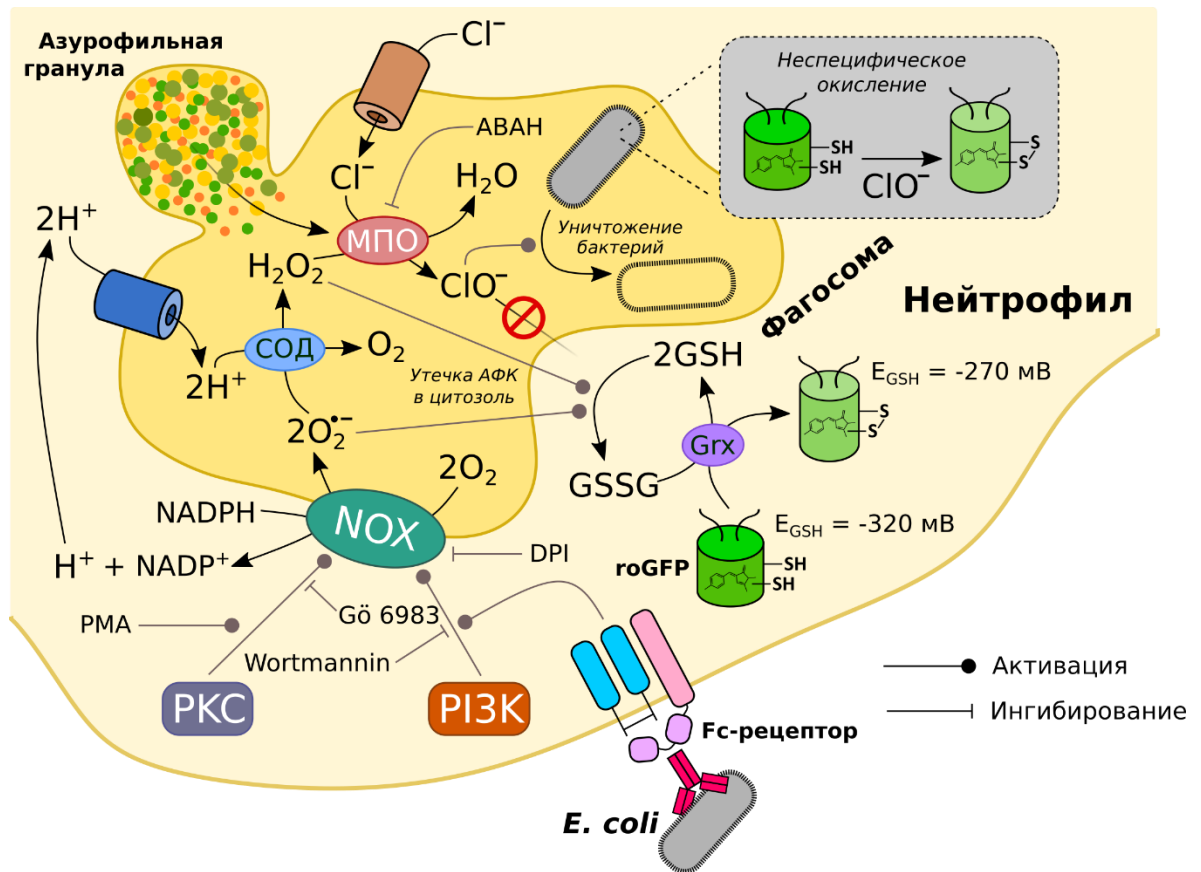 Азурофильная
гранула
Cl⁻
Cl⁻
ABAH
H₂O
МПО
2H⁺
H₂O₂
ClO⁻
Уничтожение
бактерий
Неспецифическое
окисление
SH
SH
ClO⁻
S
S
Фагосома
Нейтрофил
СОД
O₂
2H⁺
Утечка АФК
в цитозоль
2O₂•−
2GSH
E_GSH = -270 мВ
S
S
Grx
GSSG
E_GSH = -320 мВ
roGFP
SH
SH
2O₂
NADPH
NOX
H⁺ + NADP⁺
DPI
PMA
Gö 6983
Wortmannin
PKC
PI3K
Fc-рецептор
E. coli
Активация
Ингибирование